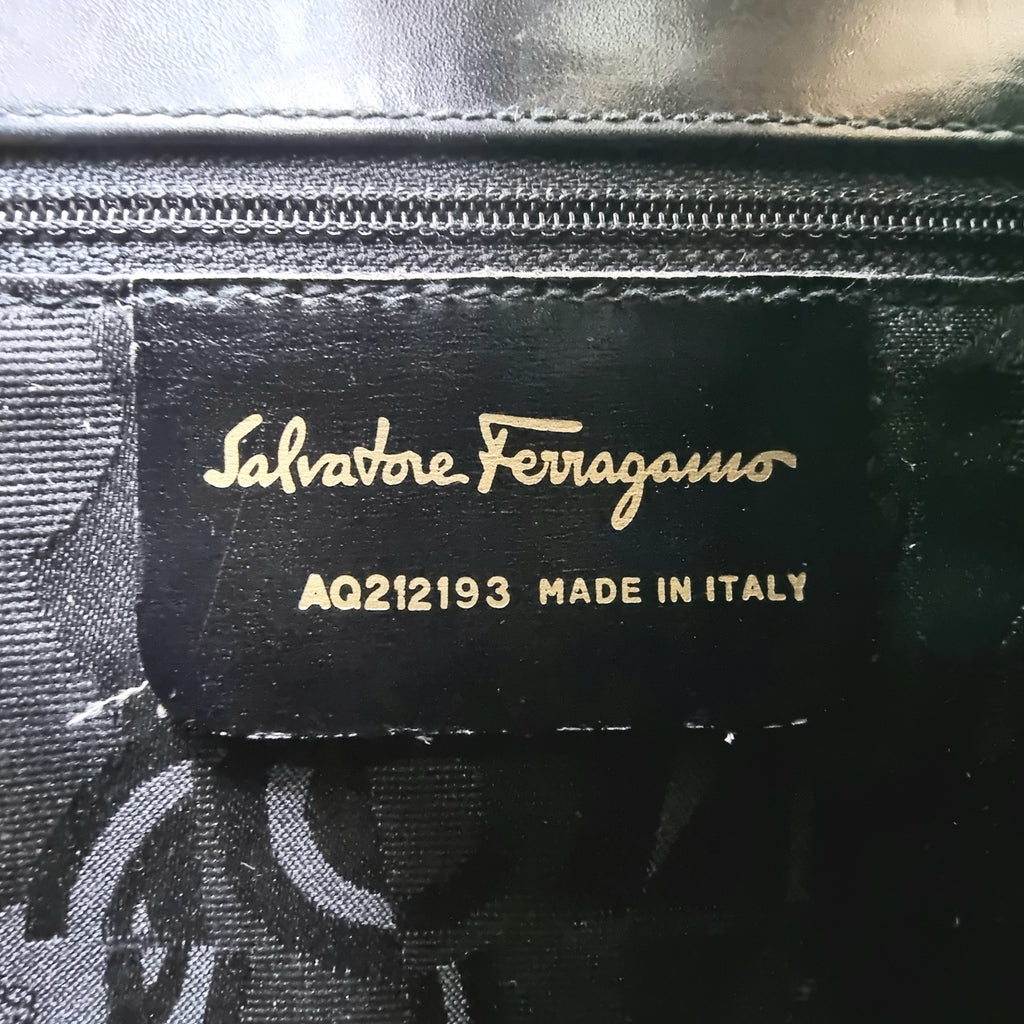 Salvatore Ferragamo
AQ212193 MADE IN ITALY